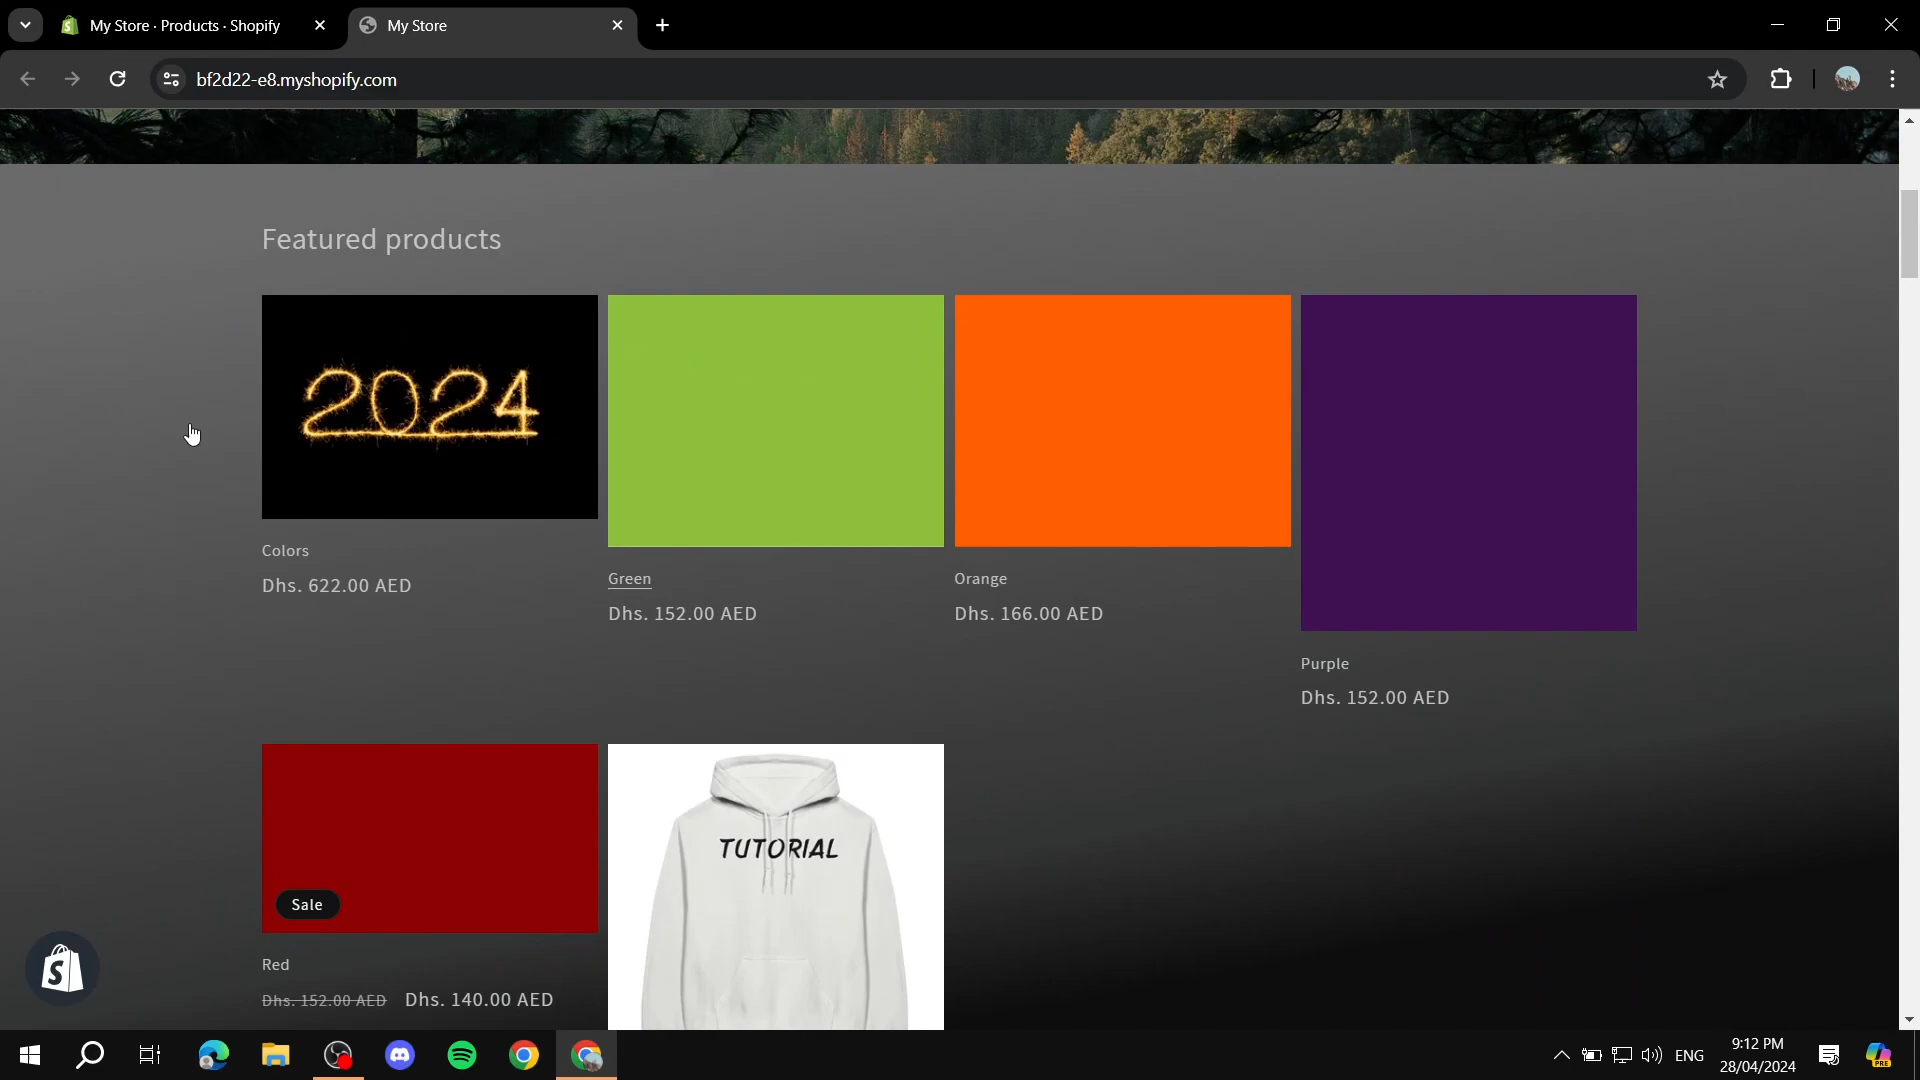 My Store · Products · Shopify
My Store
bf2d22-e8.myshopify.com
Featured products
2024
Colors
Dhs. 622.00 AED
Green
Dhs. 152.00 AED
Orange
Dhs. 166.00 AED
Purple
Dhs. 152.00 AED
Sale
Red
Dhs. 152.00 AED Dhs. 140.00 AED
TUTORIAL
ENG
9:12 PM
28/04/2024
PRE